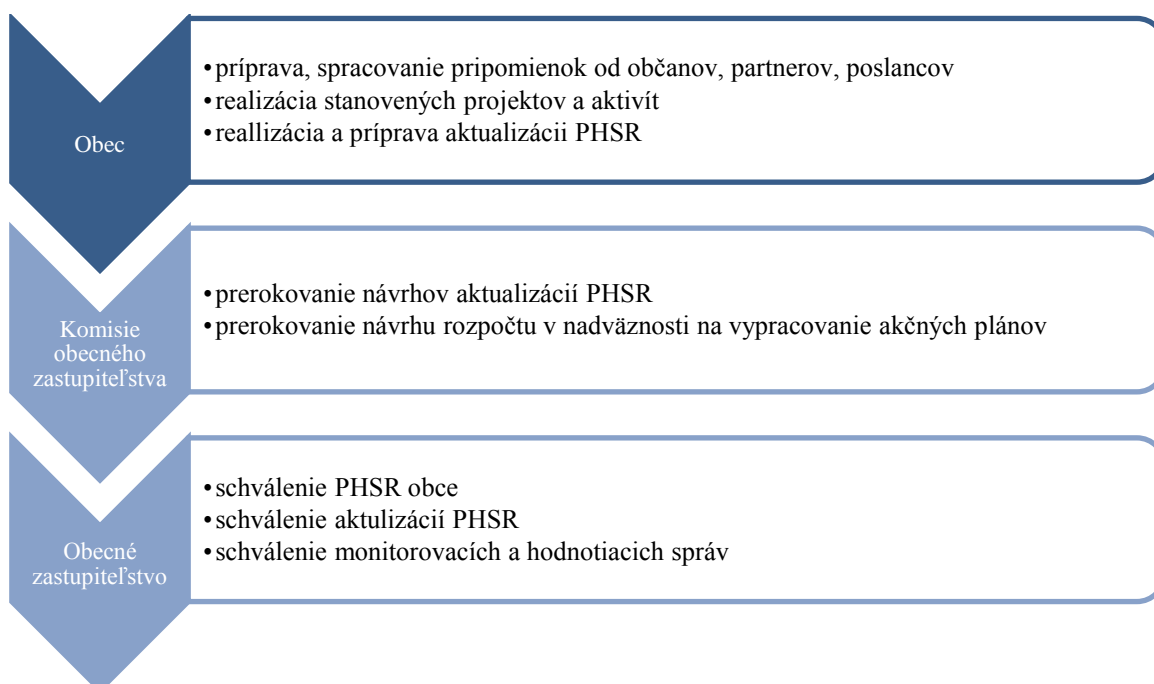 Obec
•príprava, spracovanie pripomienok od občanov, partnerov, poslancov
•realizácia stanovených projektov a aktivít
•reallizácia a príprava aktualizácii PHSR
Komisie
obecného
zastupiteľstva
•prerokovanie návrhov aktualizácií PHSR
•prerokovanie návrhu rozpočtu v nadväznosti na vypracovanie akčných plánov
Obecné
zastupiteľstvo
•schválenie PHSR obce
•schválenie aktulizácií PHSR
•schválenie monitorovacích a hodnotiacich správ